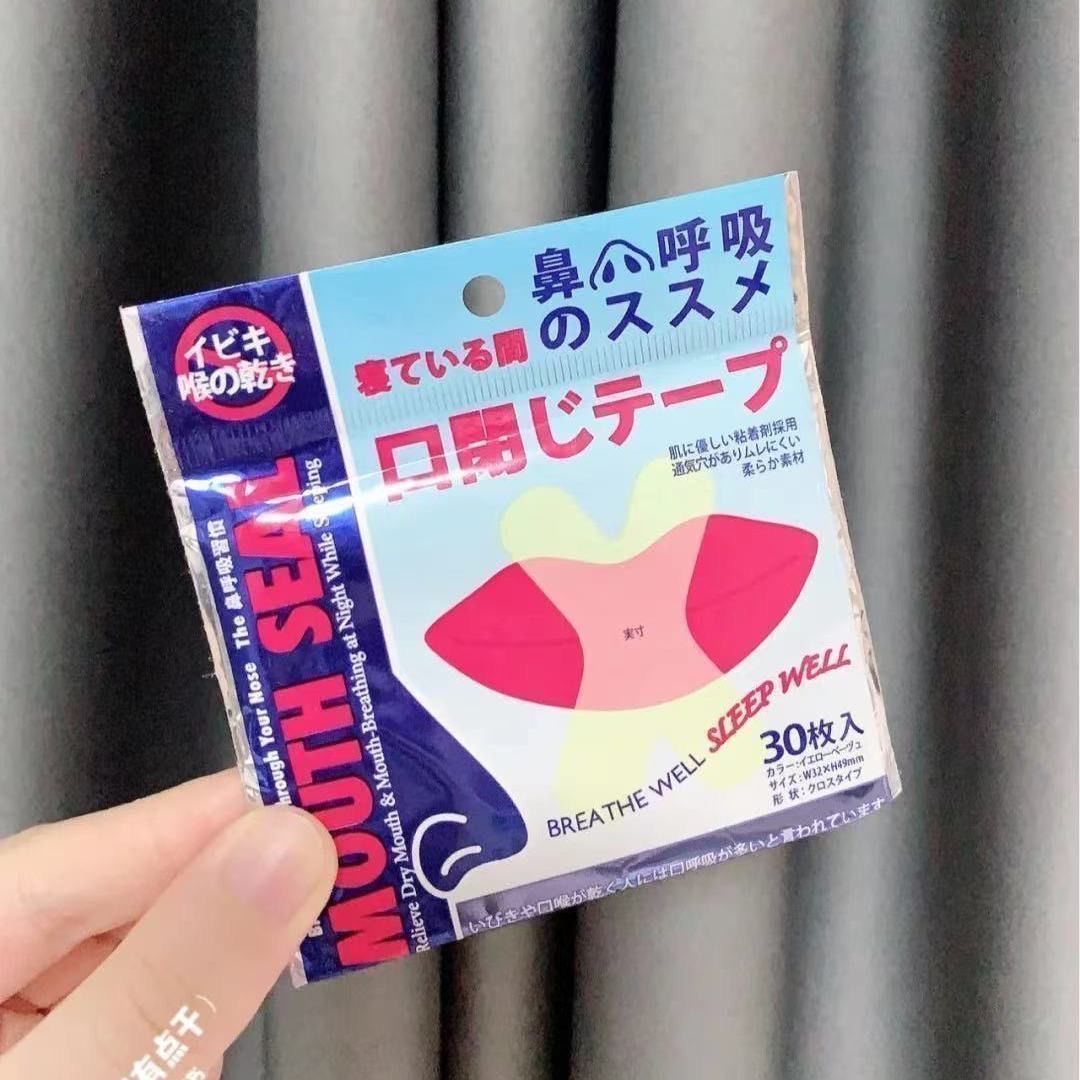 鼻呼吸
のススメ
イビキ
喉の乾き
寝ている間
口閉じテープ
肌に優しい粘着剤採用
通気穴がありムレにくい
柔らか素材
実寸
BREATHE WELL SLEEP WELL
30枚入
カラー:イエローベージュ
サイズ:W32×H49mm
形 状:クロスタイプ
いびきや口喉が乾く人には口呼吸が多いと言われています
Through Your Nose The 鼻呼吸習慣
MOUTH SEAL
Relieve Dry Mouth & Mouth-Breathing at Night While Sleeping
有点干)